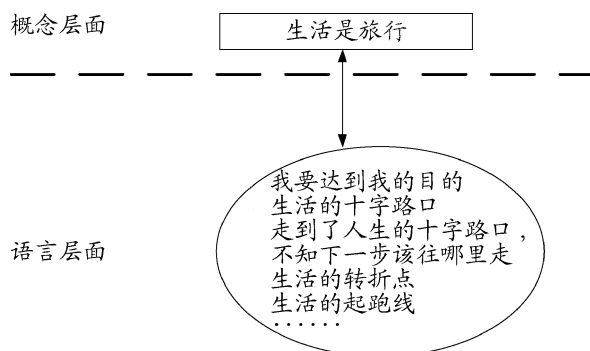 概念层面
生活是旅行
语言层面
我要达到我的目的
生活的十字路口
走到了人生的十字路口，
不知下一步该往哪里走
生活的转折点
生活的起跑线
······